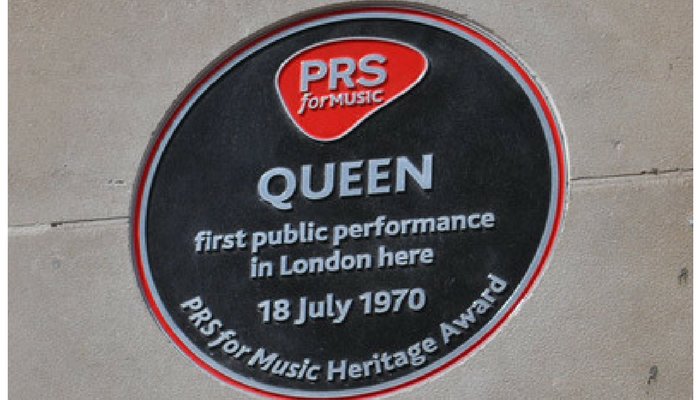 PRS
forMUSIC
QUEEN
first public performance
in London here
18 July 1970
PRS for Music Heritage Award